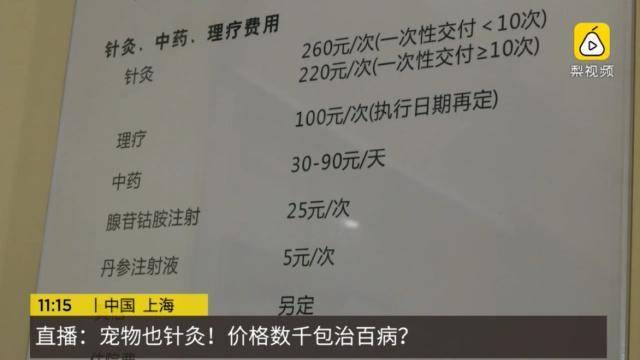 针灸、中药、理疗费用
针灸
260元/次(一次性交付<10次)
220元/次(一次性交付≥10次)
理疗
100元/次(执行日期再定)
中药
30-90元/天
腺苷钴胺注射
25元/次
丹参注射液
5元/次
另定
梨视频
11:15 | 中国 上海
直播：宠物也针灸！价格数千包治百病？